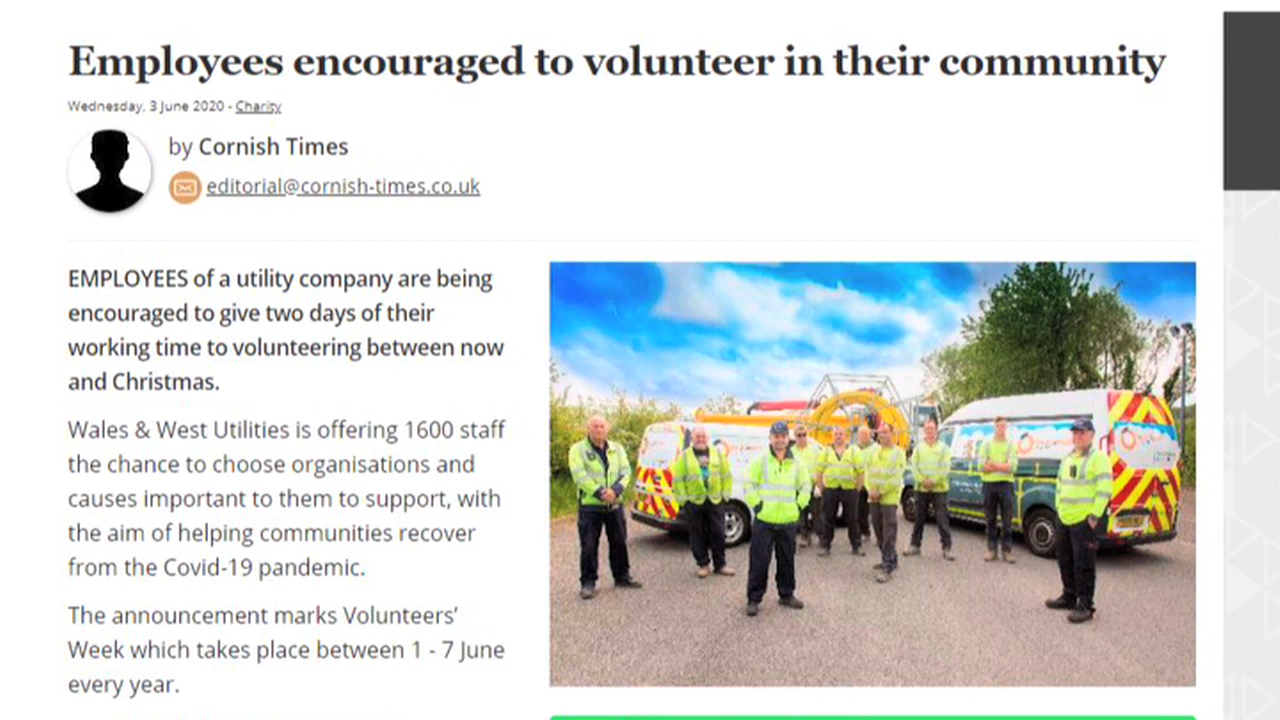 Employees encouraged to volunteer in their community
Wednesday, 3 June 2020 - Charity
by Cornish Times
editorial@cornish-times.co.uk
EMPLOYEES of a utility company are being
encouraged to give two days of their
working time to volunteering between now
and Christmas.
Wales & West Utilities is offering 1600 staff
the chance to choose organisations and
causes important to them to support, with
the aim of helping communities recover
from the Covid-19 pandemic.
The announcement marks Volunteers’
Week which takes place between 1 - 7 June
every year.